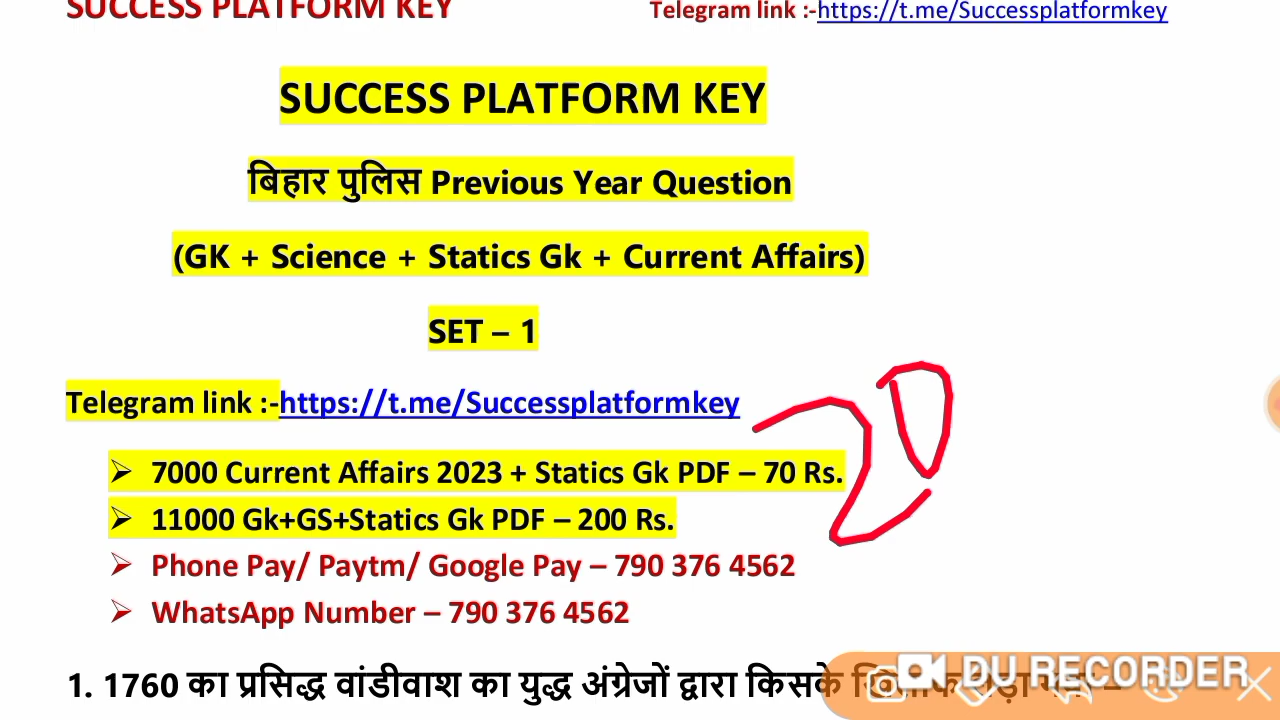 SUCCESS PLATFORM KEY Telegram link :-https://t.me/Successplatformkey
SUCCESS PLATFORM KEY
बिहार पुलिस Previous Year Question
(GK + Science + Statics Gk + Current Affairs)
SET – 1
Telegram link :-https://t.me/Successplatformkey
20
➢ 7000 Current Affairs 2023 + Statics Gk PDF – 70 Rs.
➢ 11000 Gk+GS+Statics Gk PDF – 200 Rs.
➢ Phone Pay/ Paytm/ Google Pay – 790 376 4562
➢ WhatsApp Number – 790 376 4562
1. 1760 का प्रसिद्ध वांडीवाश का युद्ध अंग्रेजों द्वारा किसके
DU RECORDER